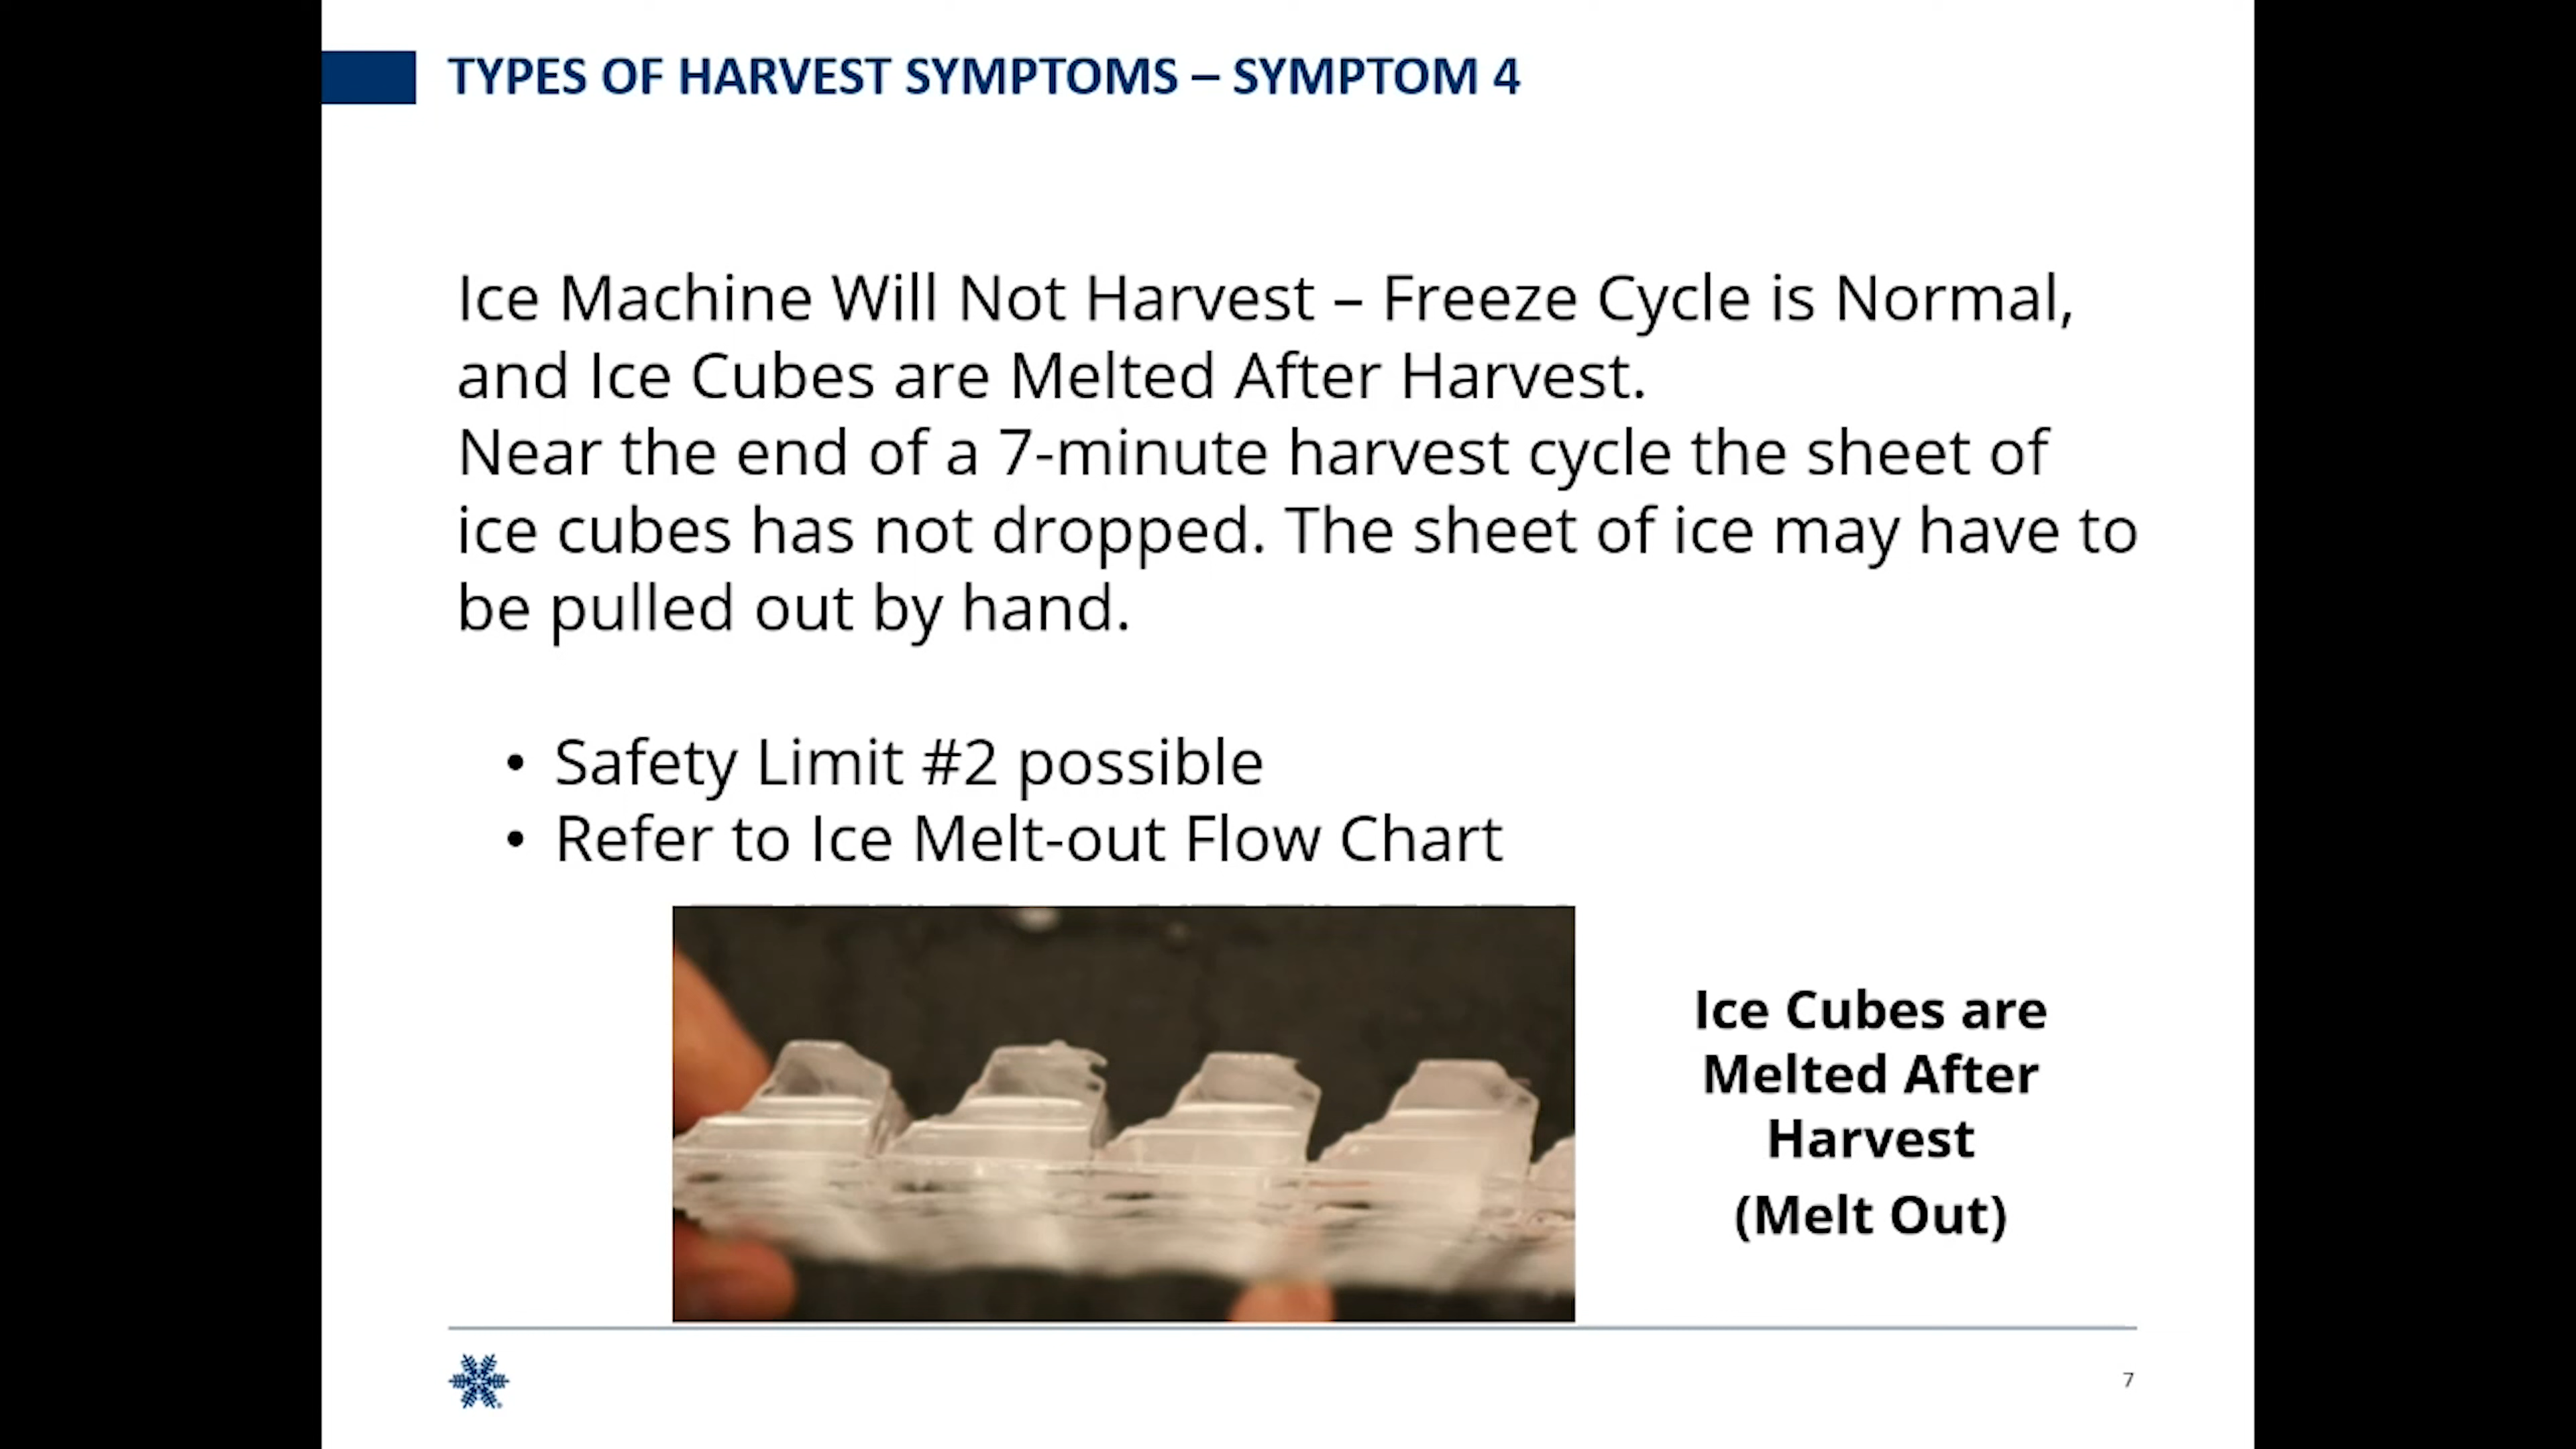 TYPES OF HARVEST SYMPTOMS – SYMPTOM 4
Ice Machine Will Not Harvest – Freeze Cycle is Normal,
and Ice Cubes are Melted After Harvest.
Near the end of a 7-minute harvest cycle the sheet of
ice cubes has not dropped. The sheet of ice may have to
be pulled out by hand.
• Safety Limit #2 possible
• Refer to Ice Melt-out Flow Chart
Ice Cubes are
Melted After
Harvest
(Melt Out)
7